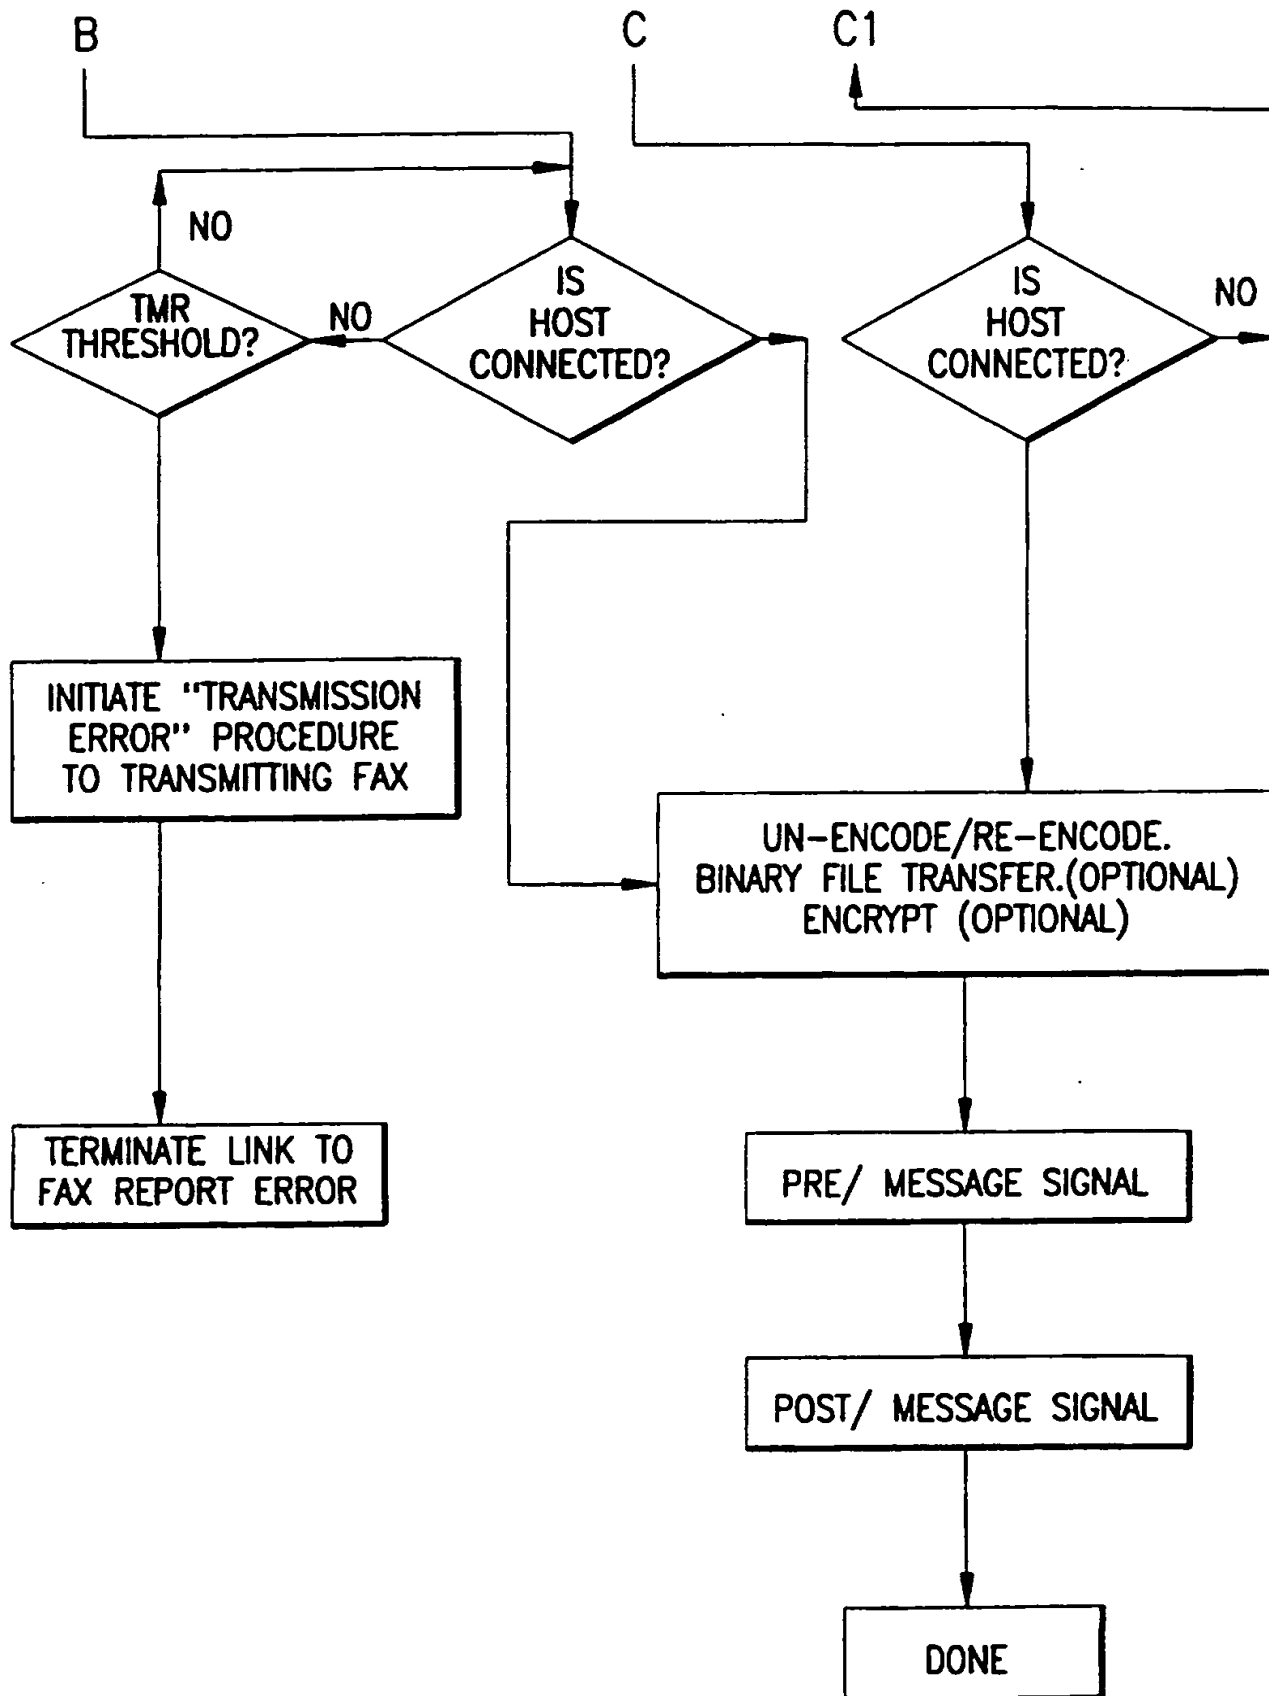 B
C
C1
NO
TMR
THRESHOLD?
NO
IS
HOST
CONNECTED?
IS
HOST
CONNECTED?
NO
INITIATE "TRANSMISSION
ERROR" PROCEDURE
TO TRANSMITTING FAX
UN-ENCODE/RE-ENCODE.
BINARY FILE TRANSFER.(OPTIONAL)
ENCRYPT (OPTIONAL)
TERMINATE LINK TO
FAX REPORT ERROR
PRE/ MESSAGE SIGNAL
POST/ MESSAGE SIGNAL
DONE